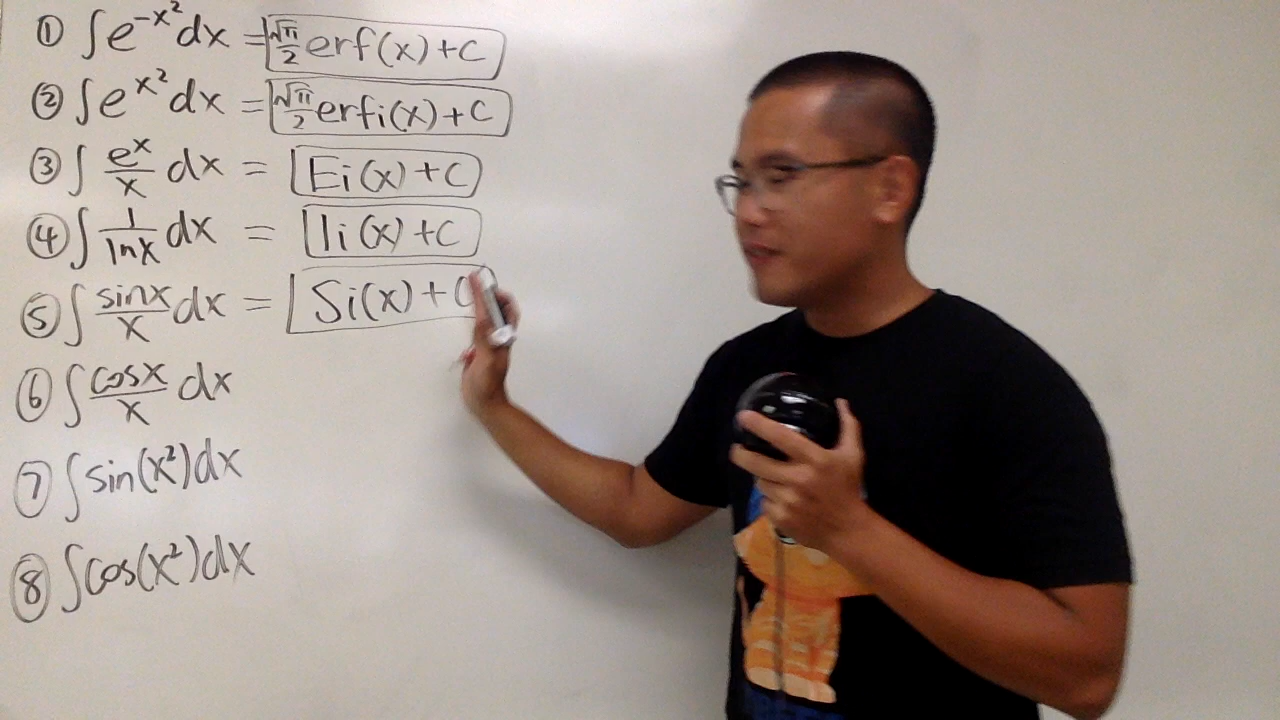 ① ∫e^{-x²}dx = √π/2 erf(x)+C
② ∫e^{x²}dx = √π/2 erfi(x)+C
③ ∫ e^x/x dx = Ei(x)+C
④ ∫ 1/lnx dx = li(x)+C
⑤ ∫ sinx/x dx = Si(x)+C
⑥ ∫ cosx/x dx
⑦ ∫sin(x²)dx
⑧ ∫cos(x²)dx